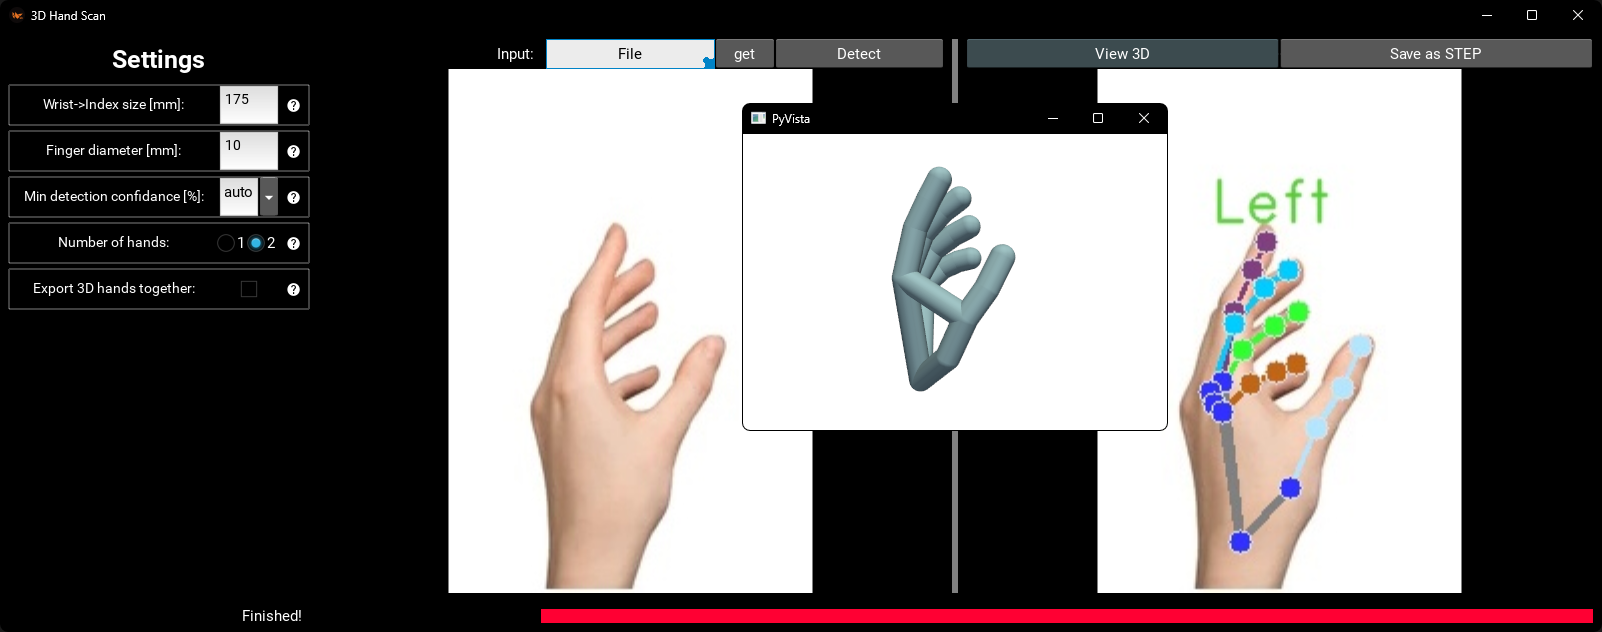 3D Hand Scan
Settings
Wrist->Index size [mm]: 175 ?
Finger diameter [mm]: 10 ?
Min detection confidance [%]: auto ?
Number of hands: 1 2 ?
Export 3D hands together: ?
Input: File get Detect
View 3D Save as STEP
PyVista
Left
Finished!